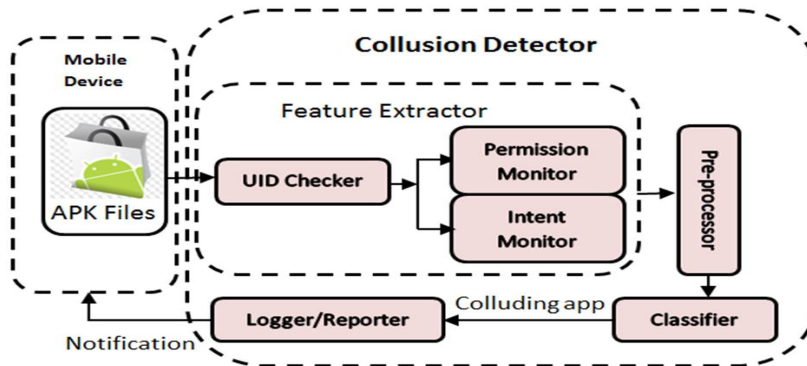 Collusion Detector
Mobile
Device
Feature Extractor
APK Files
UID Checker
Permission
Monitor
Intent
Monitor
Pre-processor
Classifier
Colluding app
Logger/Reporter
Notification